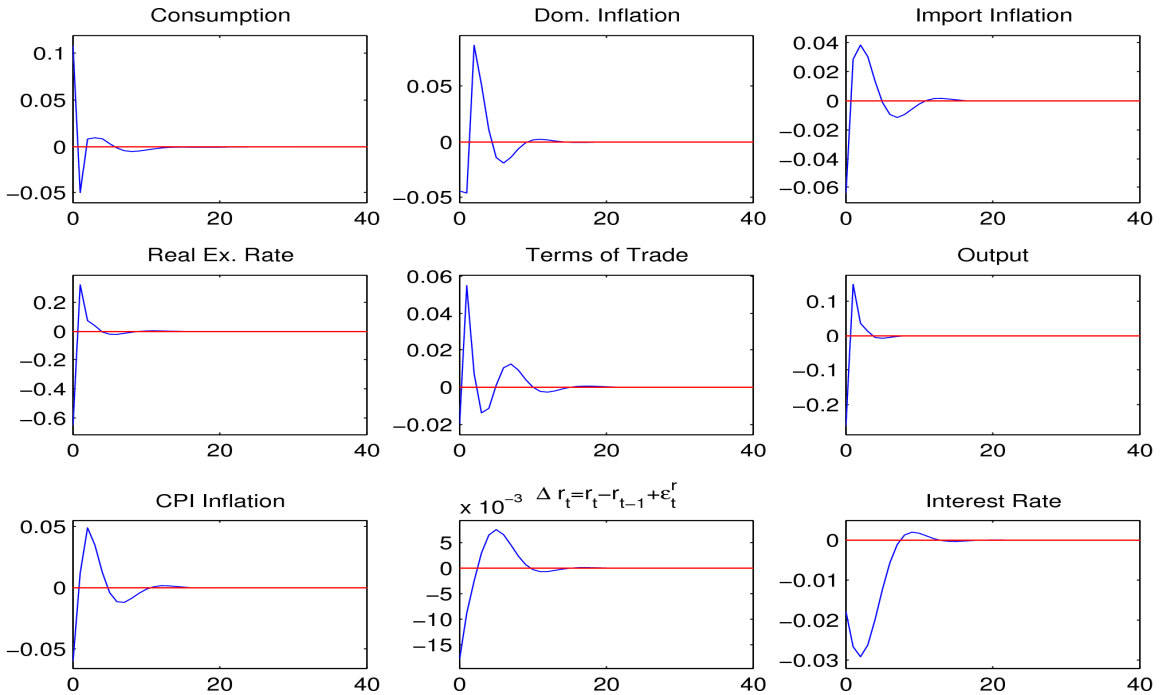 Consumption
0.1
0.05
0
−0.05
0 20 40
Dom. Inflation
0.05
0
−0.05
0 20 40
Import Inflation
0.04
0.02
0
−0.02
−0.04
−0.06
0 20 40
Real Ex. Rate
0.2
0
−0.2
−0.4
−0.6
0 20 40
Terms of Trade
0.06
0.04
0.02
0
−0.02
0 20 40
Output
0.1
0
−0.1
−0.2
0 20 40
CPI Inflation
0.05
0
−0.05
0 20 40
x 10⁻³ Δ r_t=r_t−r_{t−1}+ε_t^r
5
0
−5
−10
−15
0 20 40
Interest Rate
0
−0.01
−0.02
−0.03
0 20 40